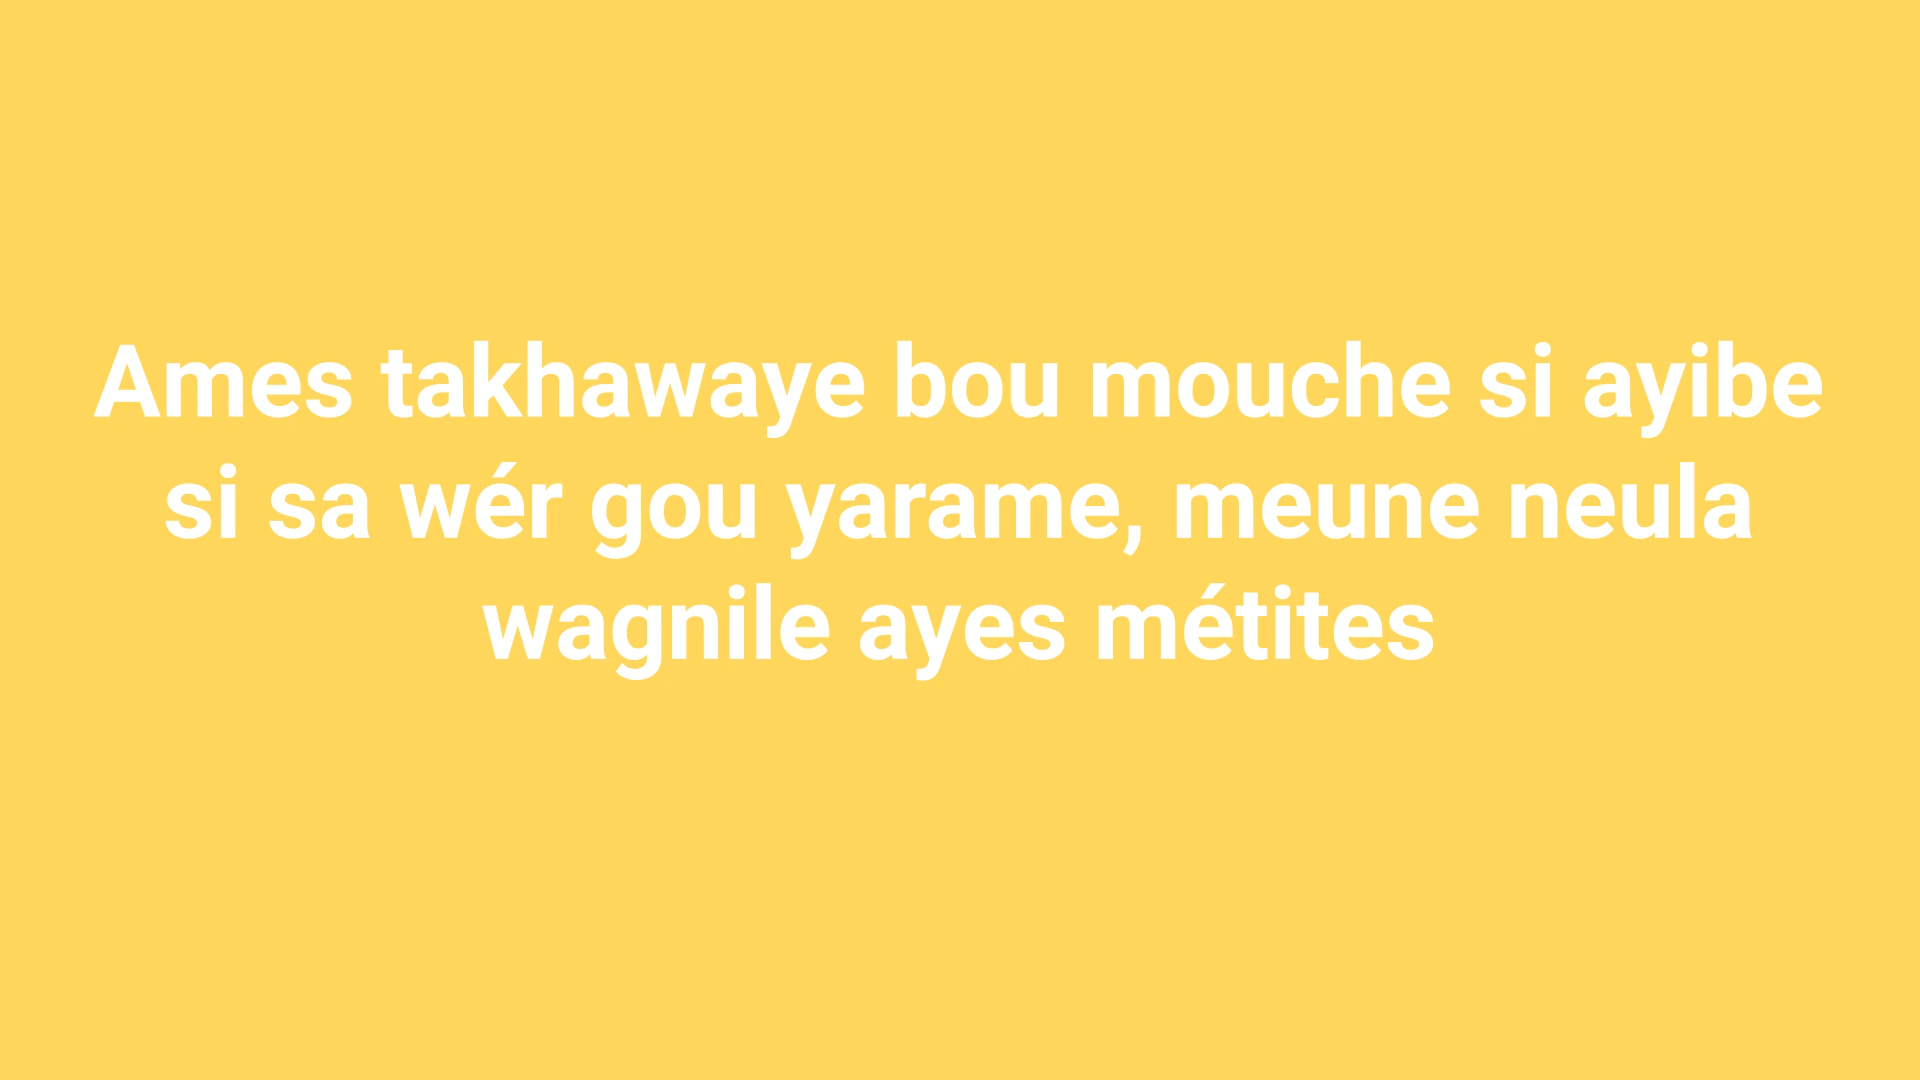 Ames takhawaye bou mouche si ayibe
si sa wér gou yarame, meune neula
wagnile ayes métites